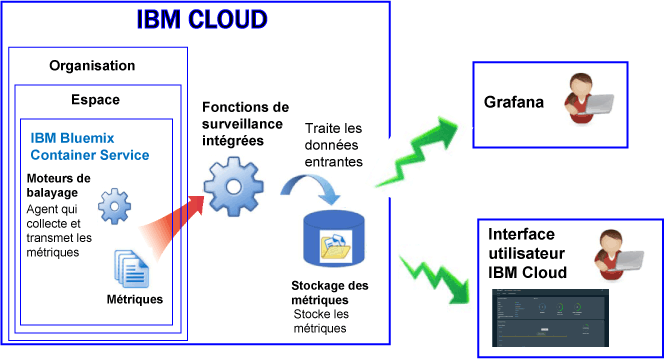 IBM CLOUD
Organisation
Espace
IBM Bluemix
Container Service
Moteurs de
balayage
Agent qui
collecte et
transmet les
métriques
Métriques
Fonctions de
surveillance
intégrées
Traite les
données
entrantes
Stockage des
métriques
Stocke les
métriques
Grafana
Interface
utilisateur
IBM Cloud